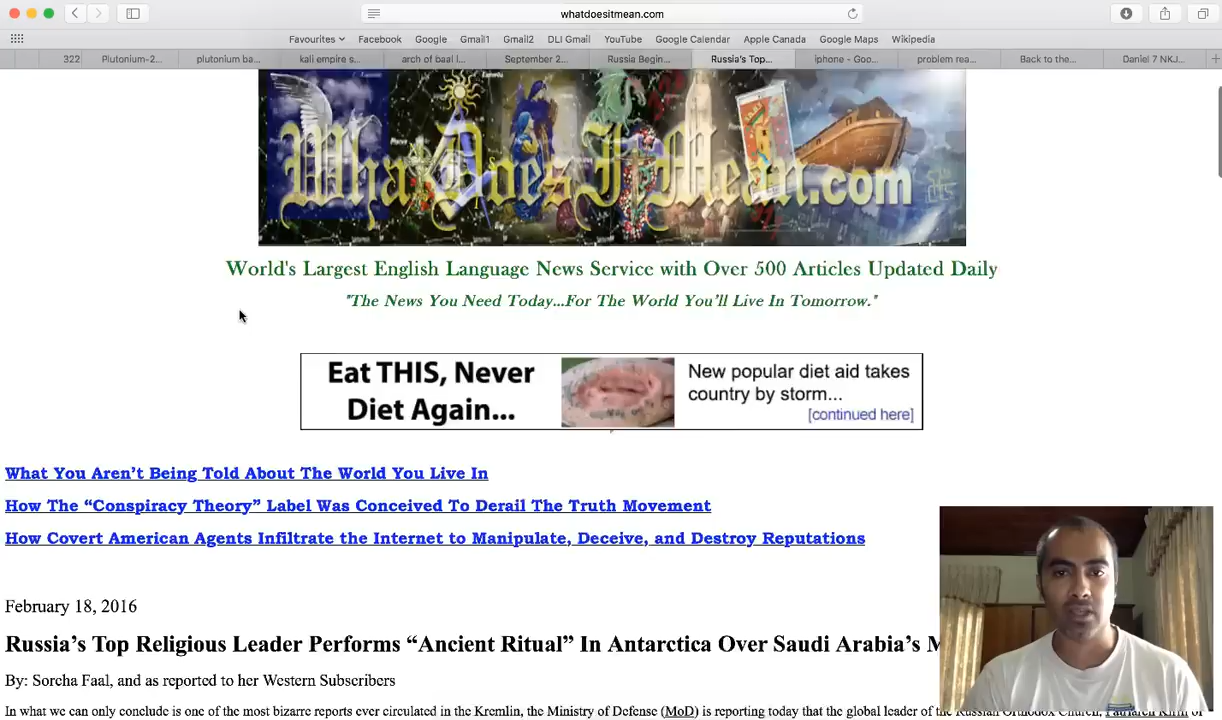 whatdoesitmean.com
Favourites Facebook Google Gmail1 Gmail2 DLI Gmail YouTube Google Calendar Apple Canada Google Maps Wikipedia
322 Plutonium-2... plutonium ba... kali empire s... arch of baal l... September 2... Russia Begin... Russia's Top... iphone - Goo... problem rea... Back to the... Daniel 7 NKJ...
WhatDoesItMean.com
World's Largest English Language News Service with Over 500 Articles Updated Daily
"The News You Need Today...For The World You'll Live In Tomorrow."
Eat THIS, Never
Diet Again...
New popular diet aid takes
country by storm...
[continued here]
What You Aren't Being Told About The World You Live In
How The “Conspiracy Theory” Label Was Conceived To Derail The Truth Movement
How Covert American Agents Infiltrate the Internet to Manipulate, Deceive, and Destroy Reputations
February 18, 2016
Russia's Top Religious Leader Performs “Ancient Ritual” In Antarctica Over Saudi Arabia's
By: Sorcha Faal, and as reported to her Western Subscribers
In what we can only conclude is one of the most bizarre reports ever circulated in the Kremlin, the Ministry of Defense (MoD) is reporting today that the global leader of